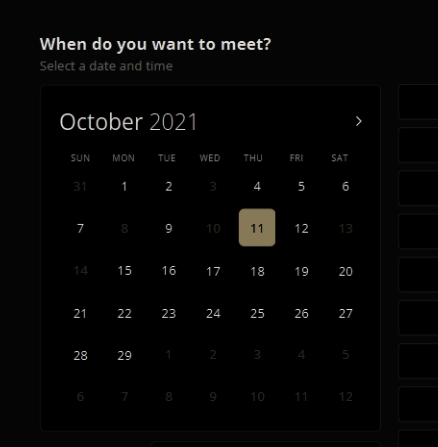 When do you want to meet?
Select a date and time
October 2021
SUN MON TUE WED THU FRI SAT
31 1 2 3 4 5 6
7 8 9 10 11 12 13
14 15 16 17 18 19 20
21 22 23 24 25 26 27
28 29 1 2 3 4 5
6 7 8 9 10 11 12